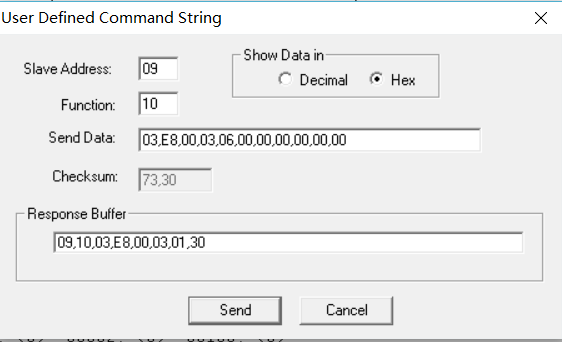 User Defined Command String
Show Data in
Slave Address: 09
Decimal Hex
Function: 10
Send Data: 03,E8,00,03,06,00,00,00,00,00,00
Checksum: 73,30
Response Buffer
09,10,03,E8,00,03,01,30
Send Cancel